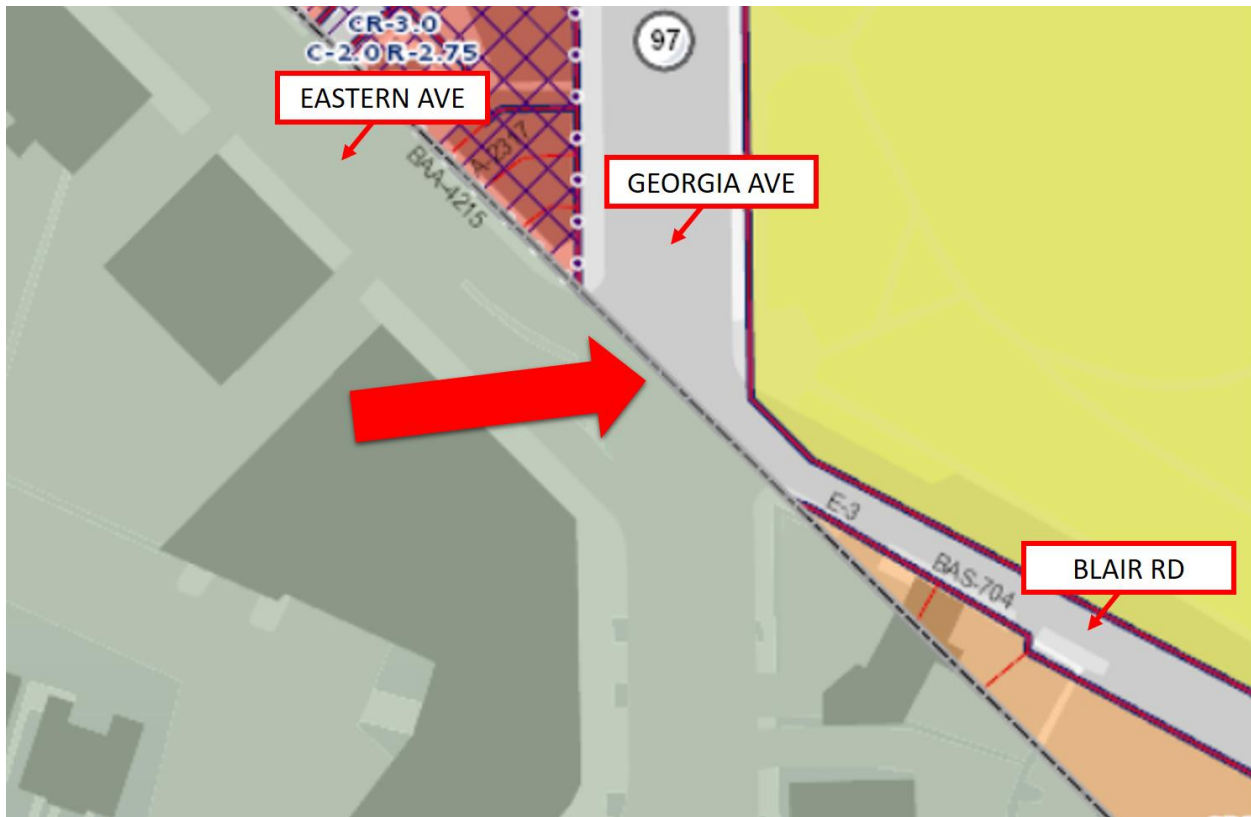 CR-3.0
C-2.0 R-2.75
97
EASTERN AVE
A-2317
BAA-4215
GEORGIA AVE
E-3
BAS-704
BLAIR RD